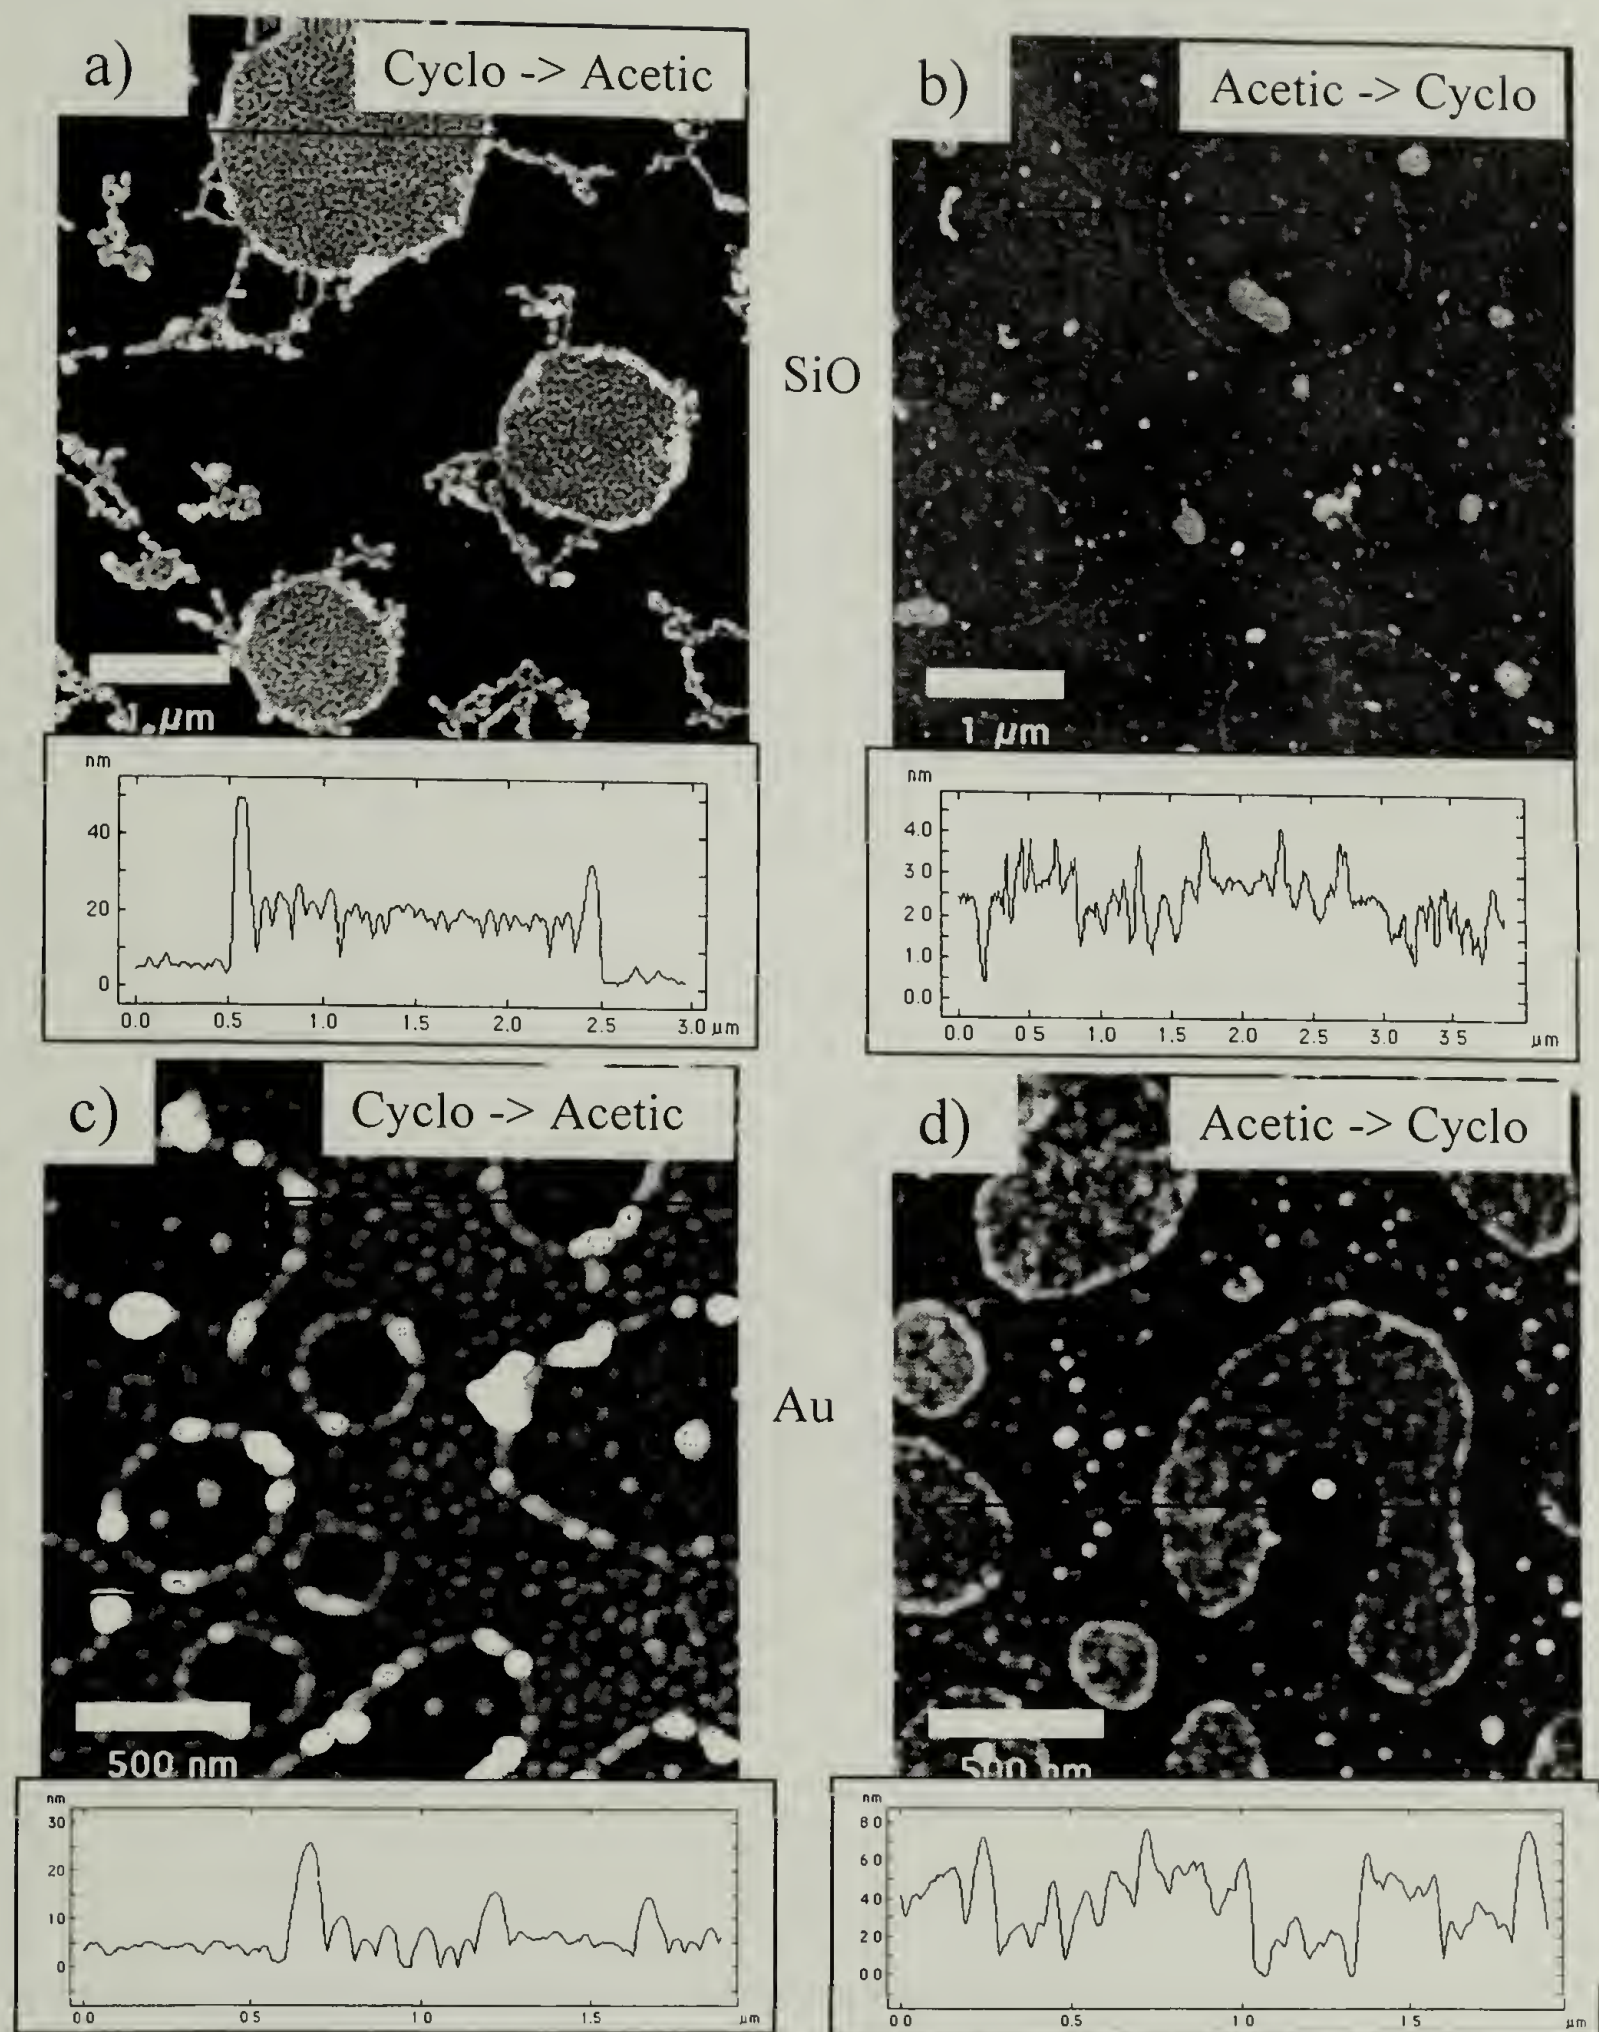 a)
Cyclo -> Acetic
b)
Acetic -> Cyclo
SiO
1 µm
1 µm
nm
40
20
0
0.0 0.5 1.0 1.5 2.0 2.5 3.0 µm
nm
4.0
3 0
2 0
1.0
0.0
0.0 0 5 1.0 1.5 2.0 2.5 3.0 3 5 µm
c)
Cyclo -> Acetic
d)
Acetic -> Cyclo
Au
500 nm
500 nm
nm
30
20
10
0
0 0 0 5 1.0 1.5 µm
nm
8 0
6 0
4 0
2 0
0 0
0 0 0.5 1 0 1 5 µm